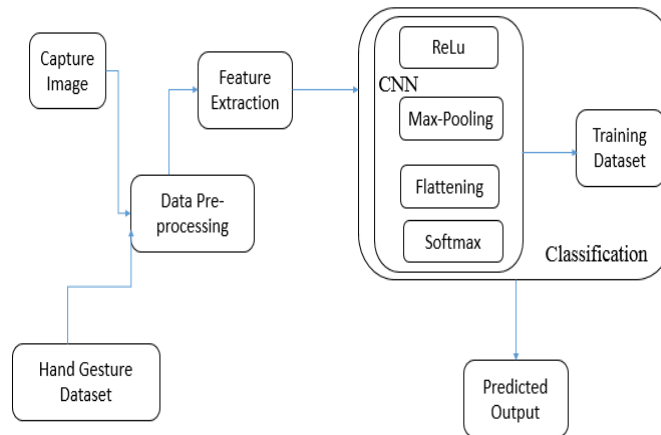 Capture
Image
Feature
Extraction
Data Pre-
processing
Hand Gesture
Dataset
CNN
ReLu
Max-Pooling
Flattening
Softmax
Training
Dataset
Classification
Predicted
Output